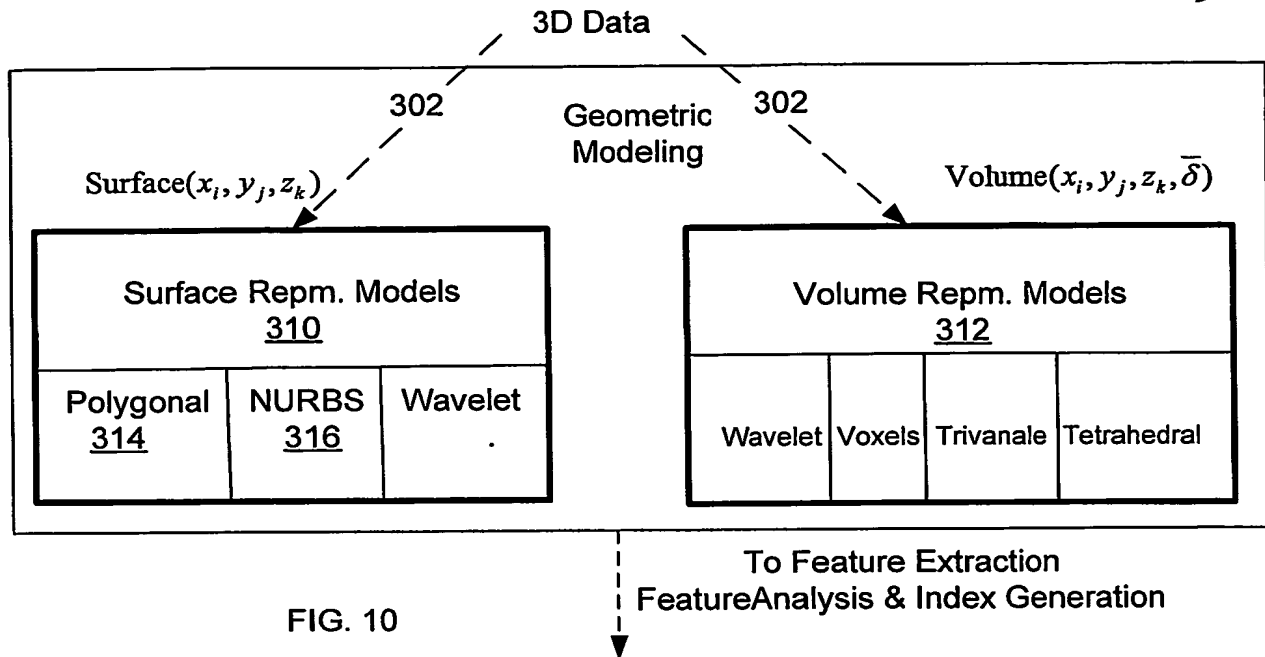 3D Data
302
302
Geometric
Modeling
Surface(x_i, y_j, z_k)
Volume(x_i, y_j, z_k, δ̅)
Surface Repm. Models
310
Volume Repm. Models
312
Polygonal
314
NURBS
316
Wavelet
.
Wavelet
Voxels
Trivanale
Tetrahedral
To Feature Extraction
FeatureAnalysis & Index Generation
FIG. 10